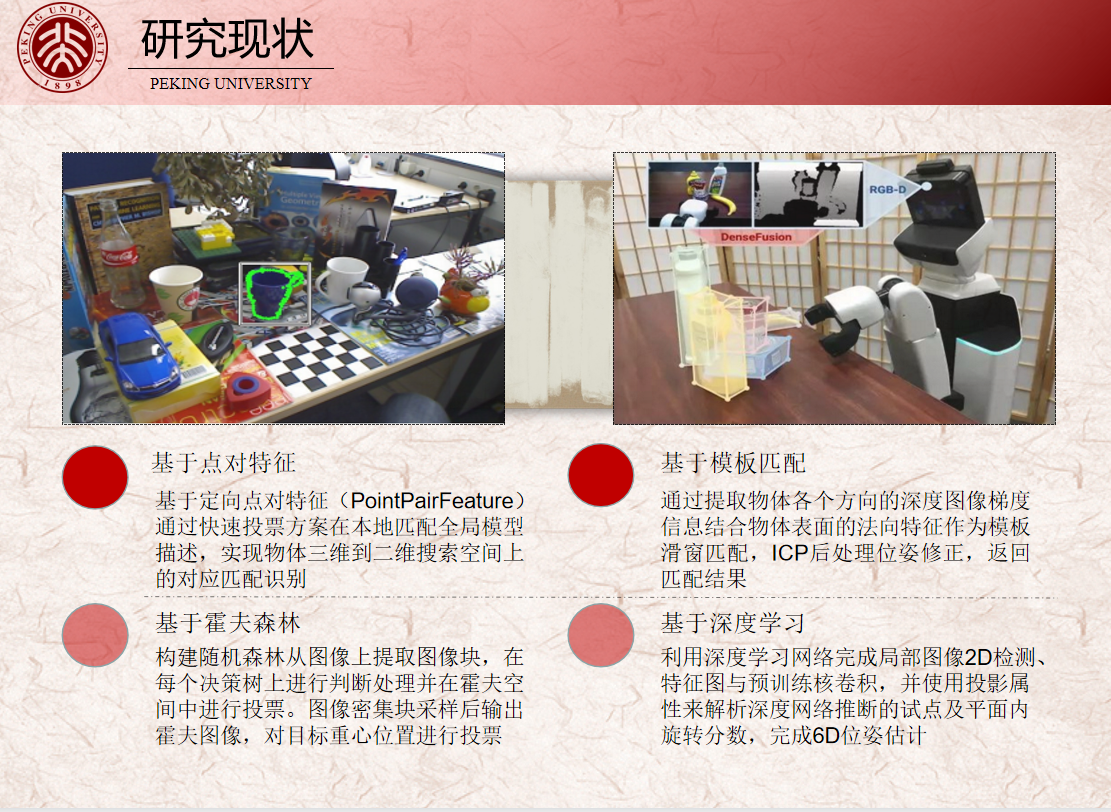 PEKING UNIVERSITY
1898
研究现状
PEKING UNIVERSITY
RGB-D
DenseFusion
Coca-Cola
基于点对特征
基于定向点对特征（PointPairFeature）
通过快速投票方案在本地匹配全局模型
描述，实现物体三维到二维搜索空间上
的对应匹配识别
基于模板匹配
通过提取物体各个方向的深度图像梯度
信息结合物体表面的法向特征作为模板
滑窗匹配，ICP后处理位姿修正，返回
匹配结果
基于霍夫森林
构建随机森林从图像上提取图像块，在
每个决策树上进行判断处理并在霍夫空
间中进行投票。图像密集块采样后输出
霍夫图像，对目标重心位置进行投票
基于深度学习
利用深度学习网络完成局部图像2D检测、
特征图与预训练核卷积，并使用投影属
性来解析深度网络推断的试点及平面内
旋转分数，完成6D位姿估计